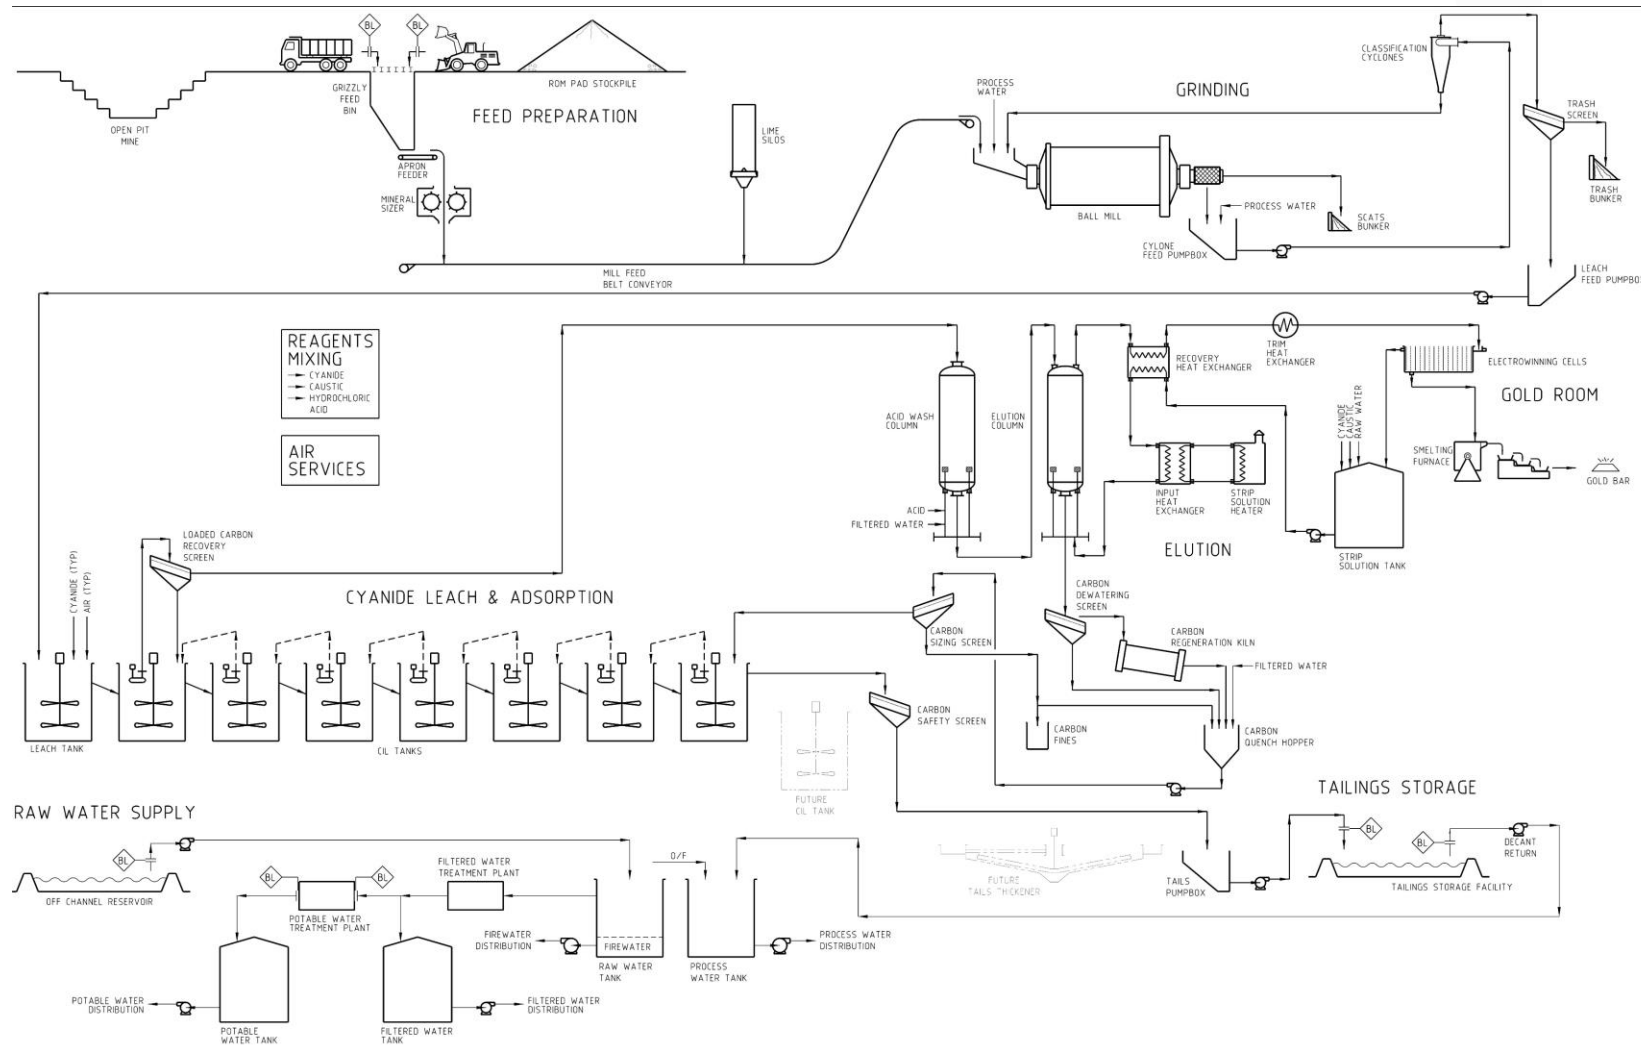 BL
BL
GRIZZLY
FEED
BIN
ROM PAD STOCKPILE
FEED PREPARATION
OPEN PIT
MINE
APRON
FEEDER
MINERAL
SIZER
LIME
SILOS
MILL FEED
BELT CONVEYOR
PROCESS
WATER
GRINDING
CLASSIFICATION
CYCLONES
TRASH
SCREEN
TRASH
BUNKER
BALL MILL
PROCESS WATER
SCATS
BUNKER
CYLONE
FEED PUMPBOX
LEACH
FEED PUMPBOX
REAGENTS
MIXING
CYANIDE
CAUSTIC
HYDROCHLORIC
ACID
AIR
SERVICES
ACID WASH
COLUMN
ELUTION
COLUMN
RECOVERY
HEAT EXCHANGER
TRIM
HEAT
EXCHANGER
ELECTROWINNING CELLS
GOLD ROOM
CYANIDE
CAUSTIC
RAW WATER
SMELTING
FURNACE
GOLD BAR
INPUT
HEAT
EXCHANGER
STRIP
SOLUTION
HEATER
ACID
FILTERED WATER
ELUTION
STRIP
SOLUTION TANK
LOADED CARBON
RECOVERY
SCREEN
CYANIDE (TYP)
AIR (TYP)
CYANIDE LEACH & ADSORPTION
CARBON
SIZING SCREEN
CARBON
DEWATERING
SCREEN
CARBON
REGENERATION KILN
FILTERED WATER
CARBON
SAFETY SCREEN
CARBON
FINES
CARBON
QUENCH HOPPER
LEACH TANK
CIL TANKS
FUTURE
CIL TANK
TAILINGS STORAGE
RAW WATER SUPPLY
BL
OFF CHANNEL RESERVOIR
BL
BL
POTABLE WATER
TREATMENT PLANT
FILTERED WATER
TREATMENT PLANT
O/F
FUTURE
TAILS THICKENER
TAILS
PUMPBOX
BL
BL
DECANT
RETURN
TAILINGS STORAGE FACILITY
FIREWATER
DISTRIBUTION
FIREWATER
RAW WATER
TANK
PROCESS
WATER TANK
PROCESS WATER
DISTRIBUTION
POTABLE WATER
DISTRIBUTION
POTABLE
WATER TANK
FILTERED WATER
TANK
FILTERED WATER
DISTRIBUTION